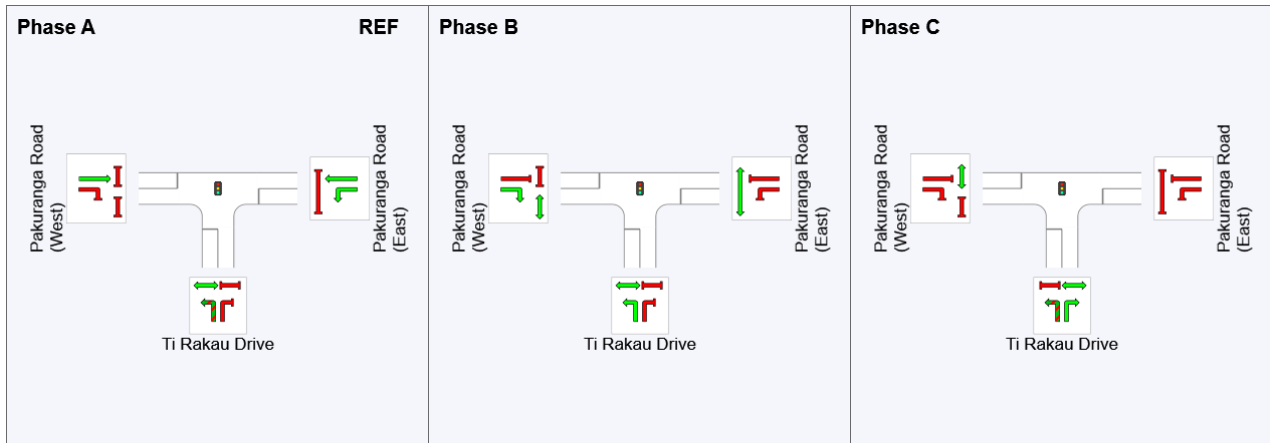 Phase A
REF
Pakuranga Road
(West)
Pakuranga Road
(East)
Ti Rakau Drive
Phase B
Pakuranga Road
(West)
Pakuranga Road
(East)
Ti Rakau Drive
Phase C
Pakuranga Road
(West)
Pakuranga Road
(East)
Ti Rakau Drive